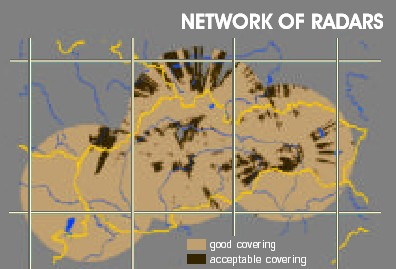 NETWORK OF RADARS
good covering
acceptable covering